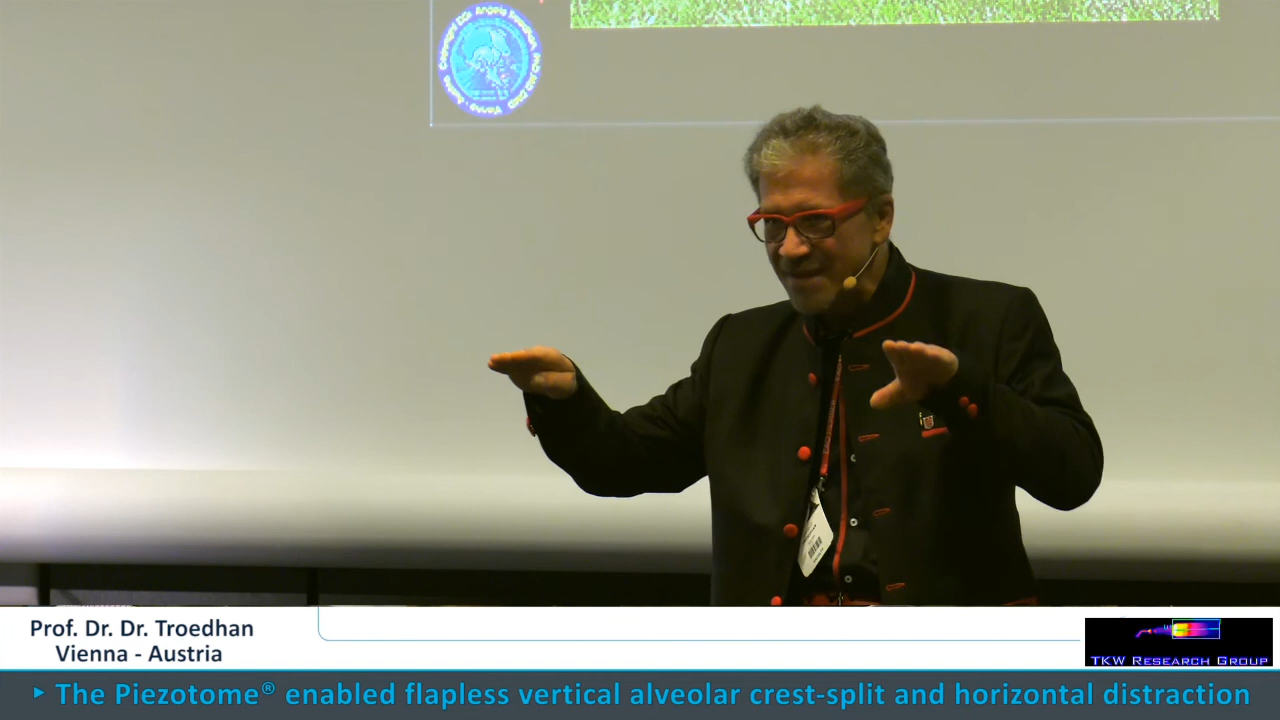 Prof. Dr. Dr. Troedhan
Vienna - Austria
TKW RESEARCH GROUP
‣ The Piezotome® enabled flapless vertical alveolar crest-split and horizontal distraction